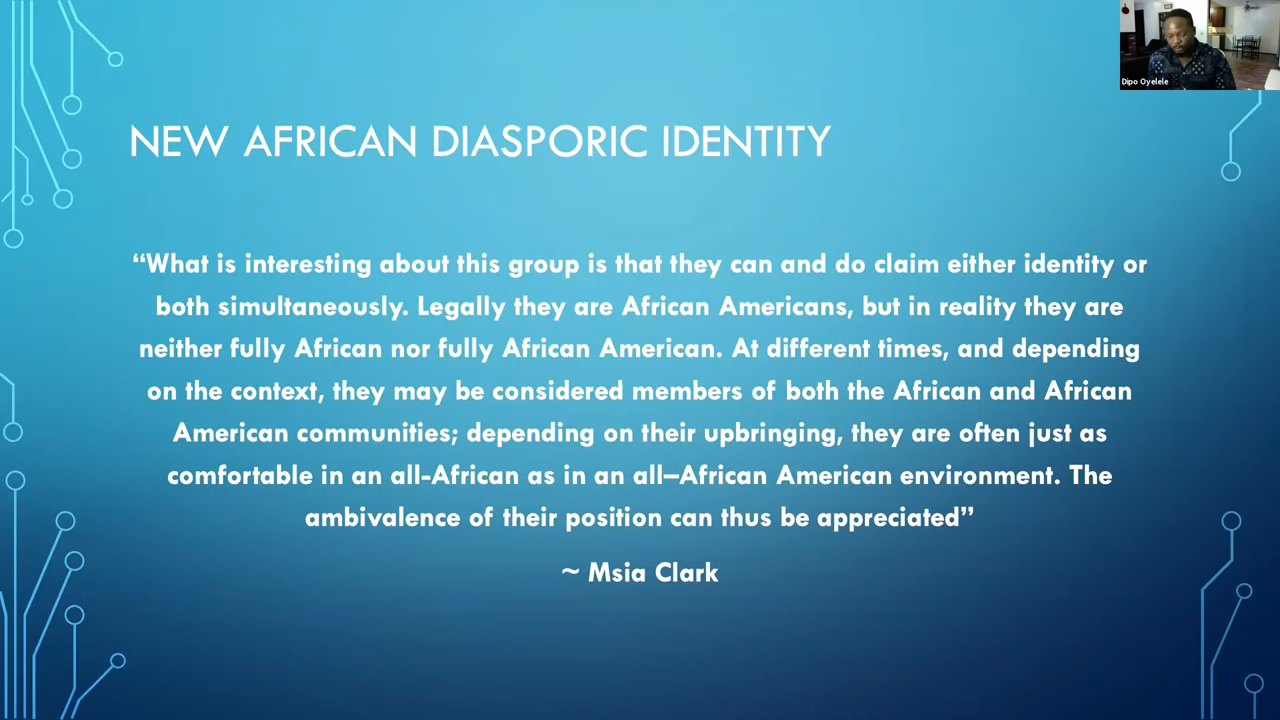 Dipo Oyelele
NEW AFRICAN DIASPORIC IDENTITY
“What is interesting about this group is that they can and do claim either identity or
both simultaneously. Legally they are African Americans, but in reality they are
neither fully African nor fully African American. At different times, and depending
on the context, they may be considered members of both the African and African
American communities; depending on their upbringing, they are often just as
comfortable in an all-African as in an all–African American environment. The
ambivalence of their position can thus be appreciated”
~ Msia Clark